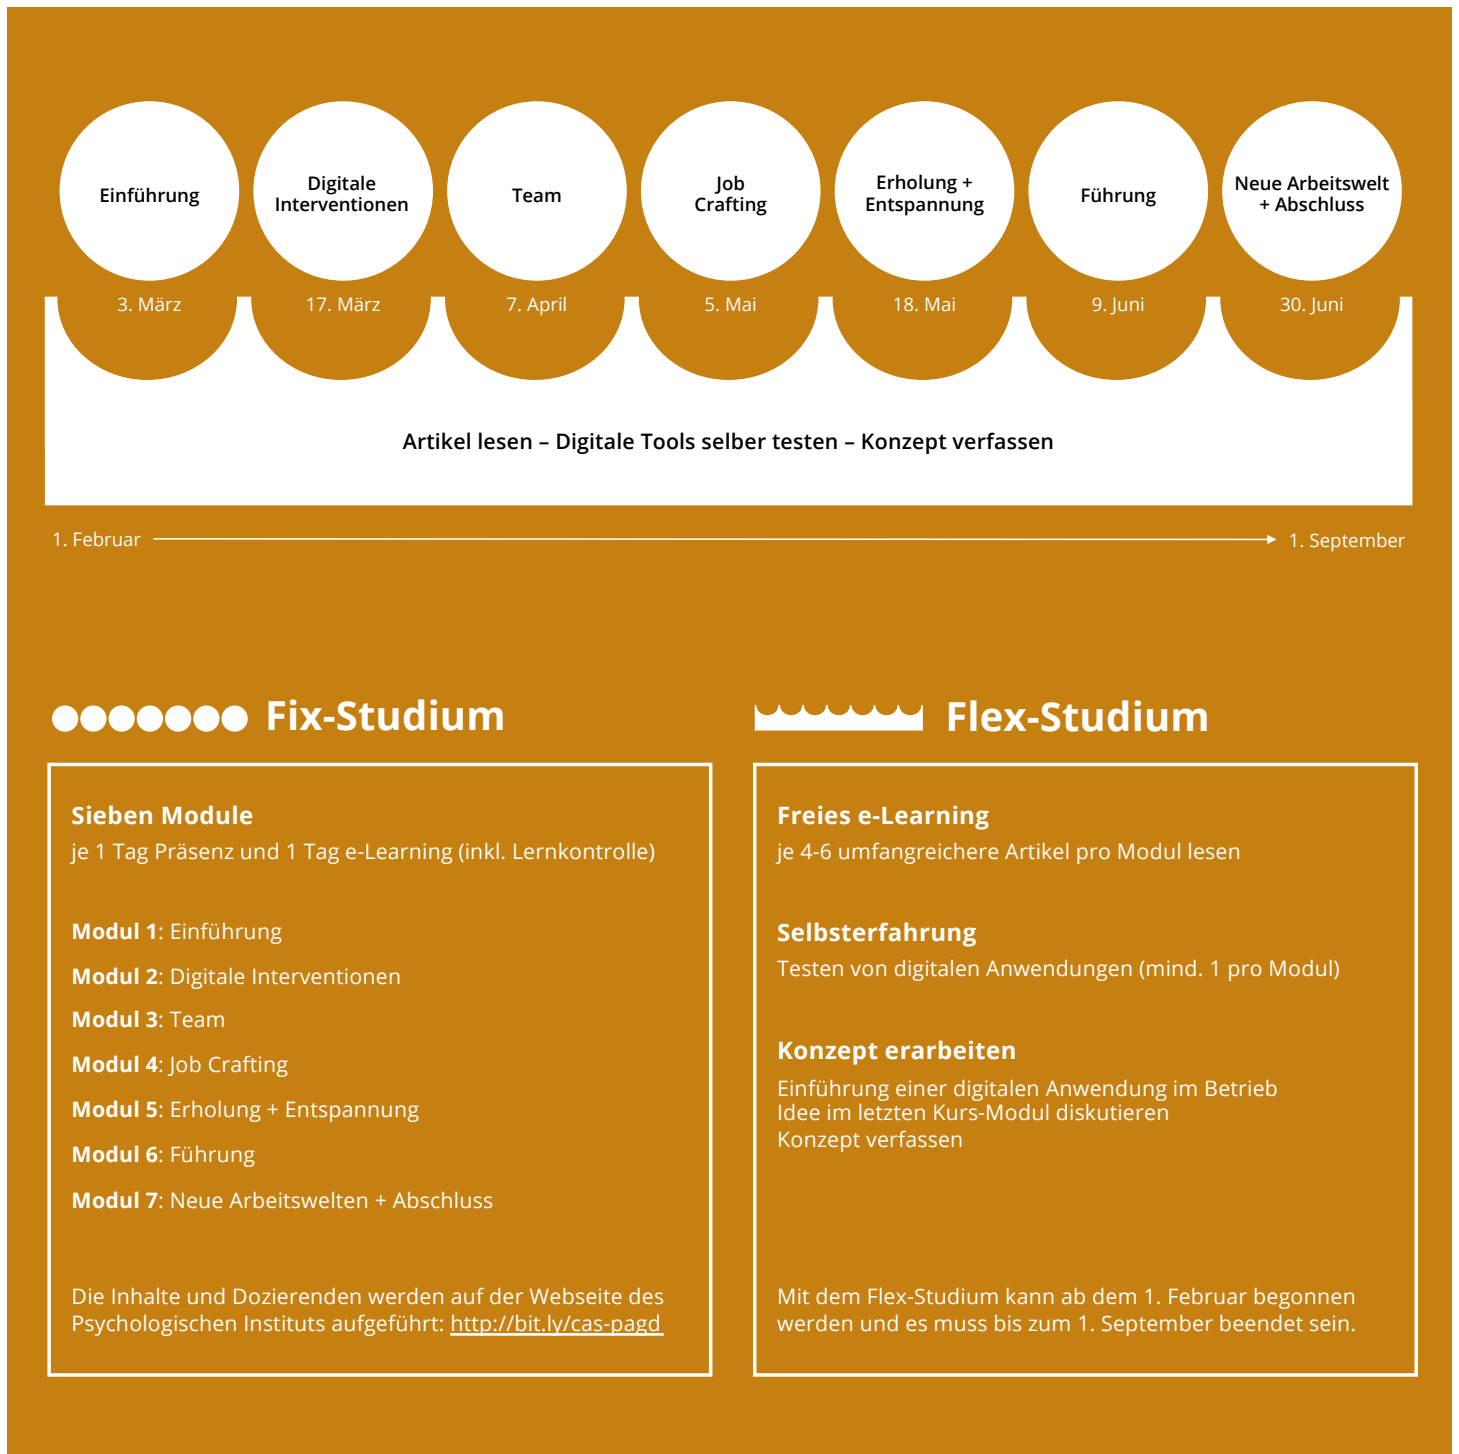 Einführung
Digitale
Interventionen
Team
Job
Crafting
Erholung +
Entspannung
Führung
Neue Arbeitswelt
+ Abschluss
3. März
17. März
7. April
5. Mai
18. Mai
9. Juni
30. Juni
Artikel lesen – Digitale Tools selber testen – Konzept verfassen
1. Februar
1. September
Fix-Studium
Sieben Module
je 1 Tag Präsenz und 1 Tag e-Learning (inkl. Lernkontrolle)
Modul 1: Einführung
Modul 2: Digitale Interventionen
Modul 3: Team
Modul 4: Job Crafting
Modul 5: Erholung + Entspannung
Modul 6: Führung
Modul 7: Neue Arbeitswelten + Abschluss
Die Inhalte und Dozierenden werden auf der Webseite des
Psychologischen Instituts aufgeführt: http://bit.ly/cas-pagd
Flex-Studium
Freies e-Learning
je 4-6 umfangreichere Artikel pro Modul lesen
Selbsterfahrung
Testen von digitalen Anwendungen (mind. 1 pro Modul)
Konzept erarbeiten
Einführung einer digitalen Anwendung im Betrieb
Idee im letzten Kurs-Modul diskutieren
Konzept verfassen
Mit dem Flex-Studium kann ab dem 1. Februar begonnen
werden und es muss bis zum 1. September beendet sein.